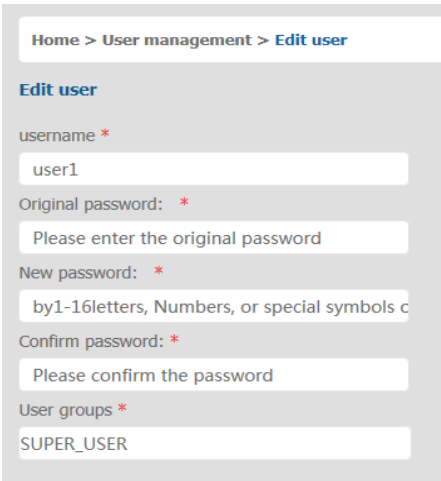 Home > User management > Edit user
Edit user
username *
user1
Original password: *
Please enter the original password
New password: *
by1-16letters, Numbers, or special symbols c
Confirm password: *
Please confirm the password
User groups *
SUPER_USER